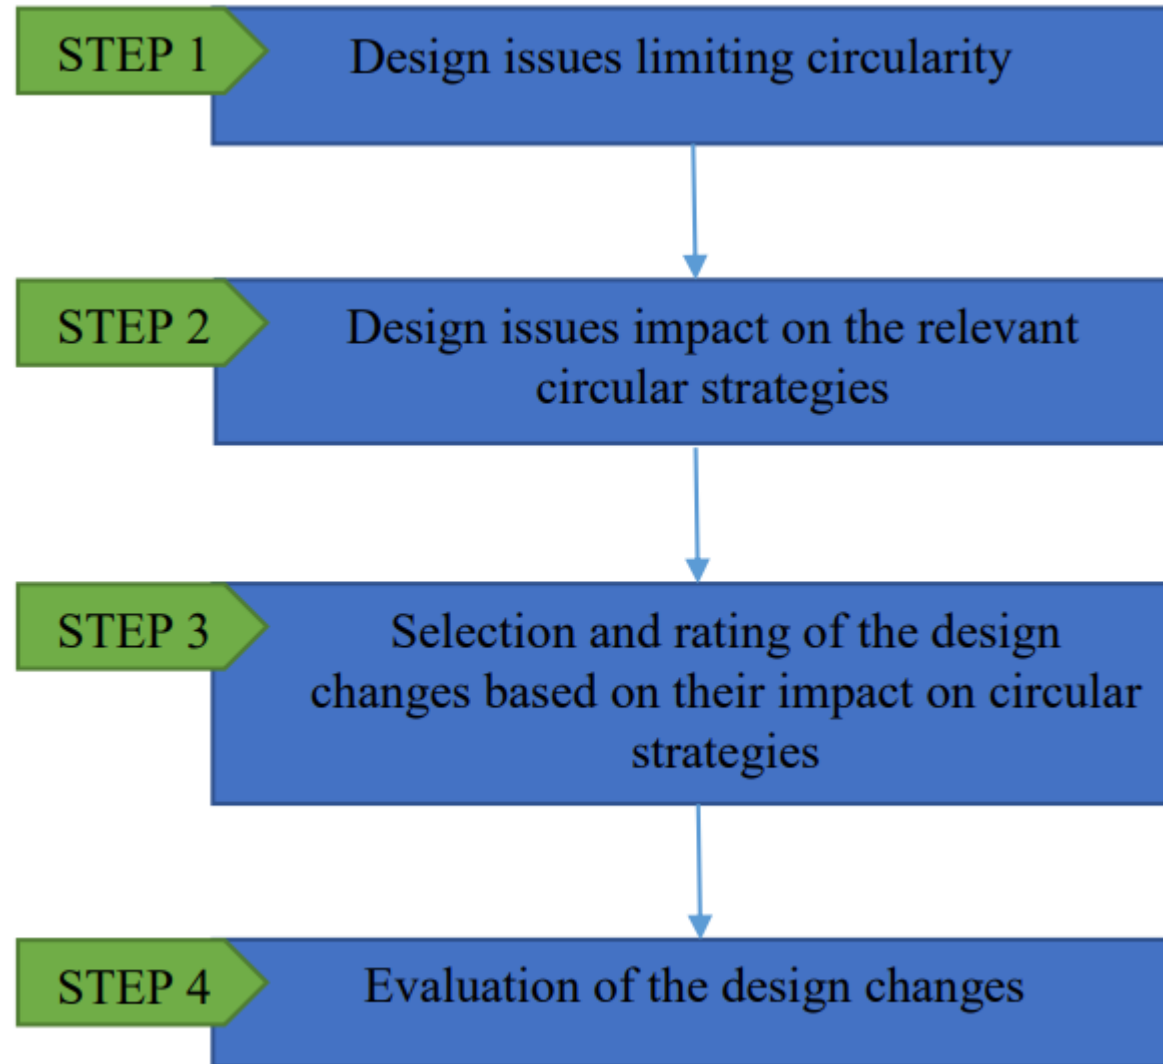 STEP 1
Design issues limiting circularity
STEP 2
Design issues impact on the relevant
circular strategies
STEP 3
Selection and rating of the design
changes based on their impact on circular
strategies
STEP 4
Evaluation of the design changes